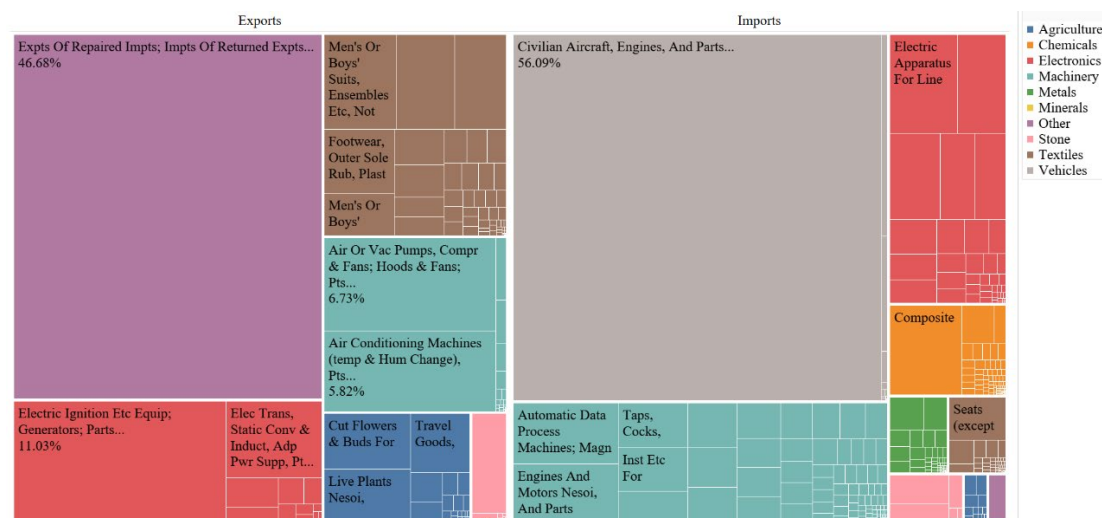 Exports
Imports
Expts Of Repaired Impts; Impts Of Returned Expts...
46.68%
Men's Or
Boys'
Suits,
Ensembles
Etc, Not
Footwear,
Outer Sole
Rub, Plast
Men's Or
Boys'
Air Or Vac Pumps, Compr
& Fans; Hoods & Fans;
Pts...
6.73%
Air Conditioning Machines
(temp & Hum Change),
Pts...
5.82%
Electric Ignition Etc Equip;
Generators; Parts...
11.03%
Elec Trans,
Static Conv &
& Induct, Adp
Pwr Supp, Pt...
Cut Flowers
& Buds For
Travel
Goods,
Live Plants
Nesoi,
Civilian Aircraft, Engines, And Parts...
56.09%
Electric
Apparatus
For Line
Composite
Automatic Data
Process
Machines; Magn
Taps,
Cocks,
Inst Etc
For
Engines And
Motors Nesoi,
And Parts
Seats
(except
Agriculture
Chemicals
Electronics
Machinery
Metals
Minerals
Other
Stone
Textiles
Vehicles